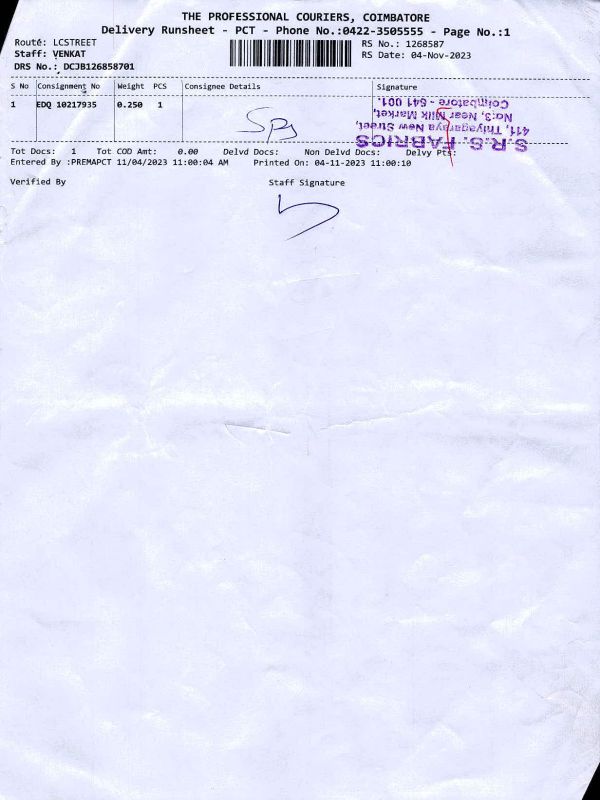 THE PROFESSIONAL COURIERS, COIMBATORE
Delivery Runsheet - PCT - Phone No.:0422-3505555 - Page No.:1
Route: LCSTREET
RS No.: 1268587
Staff: VENKAT
RS Date: 04-Nov-2023
DRS No.: DCJB126858701
S No Consignment No Weight PCS Consignee Details Signature
1 EDQ 10217935 0.250 1
S.R.S. FABRICS
411, Thiyagaraya New Street,
No:3, Near Milk Market,
Coimbatore - 641 001.
Tot Docs: 1 Tot COD Amt: 0.00 Delvd Docs: Non Delvd Docs: Delvy Pts:
Entered By :PREMAPCT 11/04/2023 11:00:04 AM Printed On: 04-11-2023 11:00:10
Verified By Staff Signature